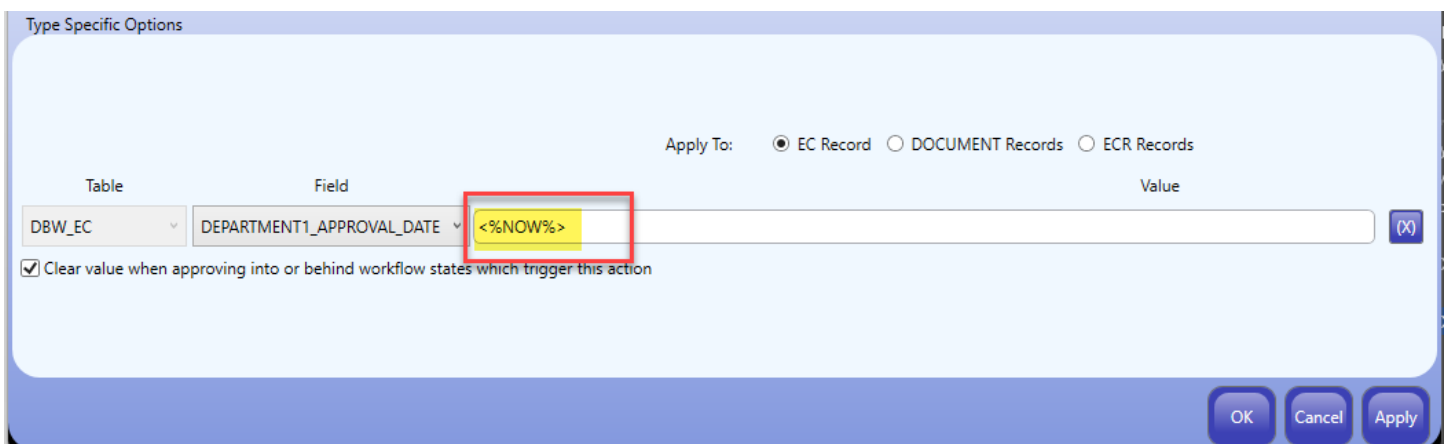 Type Specific Options
Apply To: EC Record DOCUMENT Records ECR Records
Table Field Value
DBW_EC DEPARTMENT1_APPROVAL_DATE <%NOW%> (X)
Clear value when approving into or behind workflow states which trigger this action
OK Cancel Apply